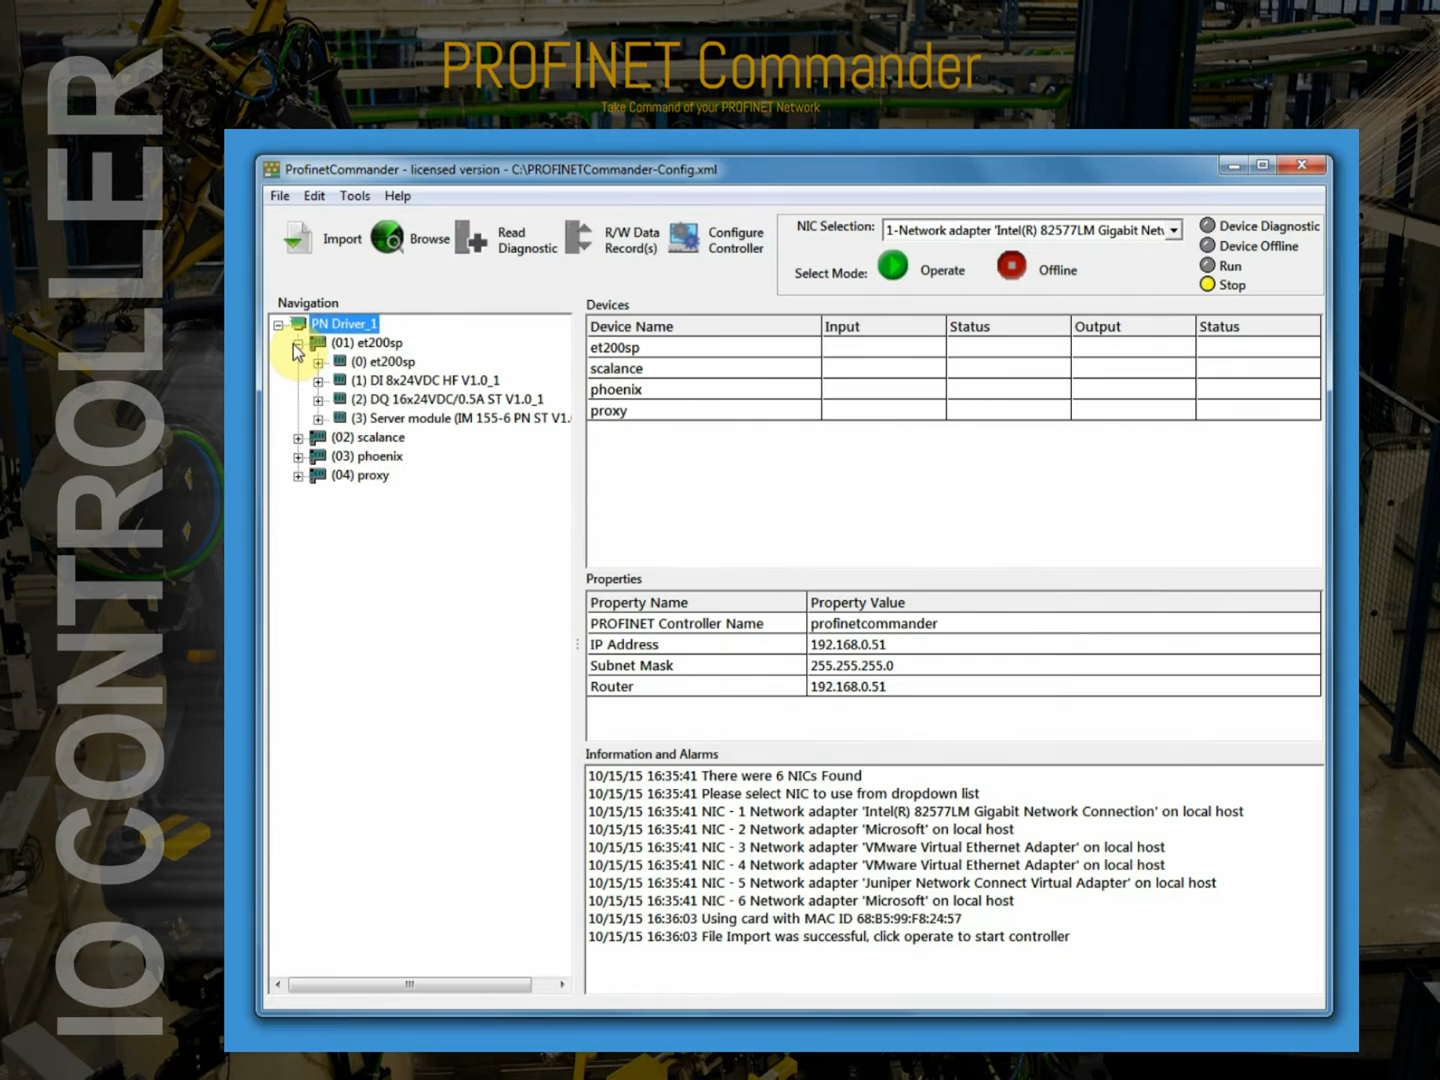 PROFINET Commander
Take Command of your PROFINET Network
IO CONTROLLER
ProfinetCommander - licensed version - C:\PROFINETCommander-Config.xml
File Edit Tools Help
Import
Browse
Read
Diagnostic
R/W Data
Record(s)
Configure
Controller
NIC Selection:
1-Network adapter 'Intel(R) 82577LM Gigabit Net
Select Mode:
Operate
Offline
Device Diagnostic
Device Offline
Run
Stop
Navigation
PN Driver_1
(01) et200sp
(0) et200sp
(1) DI 8x24VDC HF V1.0_1
(2) DQ 16x24VDC/0.5A ST V1.0_1
(3) Server module (IM 155-6 PN ST V1.
(02) scalance
(03) phoenix
(04) proxy
Devices
Device Name Input Status Output Status
et200sp
scalance
phoenix
proxy
Properties
Property Name Property Value
PROFINET Controller Name profinetcommander
IP Address 192.168.0.51
Subnet Mask 255.255.255.0
Router 192.168.0.51
Information and Alarms
10/15/15 16:35:41 There were 6 NICs Found
10/15/15 16:35:41 Please select NIC to use from dropdown list
10/15/15 16:35:41 NIC - 1 Network adapter 'Intel(R) 82577LM Gigabit Network Connection' on local host
10/15/15 16:35:41 NIC - 2 Network adapter 'Microsoft' on local host
10/15/15 16:35:41 NIC - 3 Network adapter 'VMware Virtual Ethernet Adapter' on local host
10/15/15 16:35:41 NIC - 4 Network adapter 'VMware Virtual Ethernet Adapter' on local host
10/15/15 16:35:41 NIC - 5 Network adapter 'Juniper Network Connect Virtual Adapter' on local host
10/15/15 16:35:41 NIC - 6 Network adapter 'Microsoft' on local host
10/15/15 16:36:03 Using card with MAC ID 68:B5:99:F8:24:57
10/15/15 16:36:03 File Import was successful, click operate to start controller